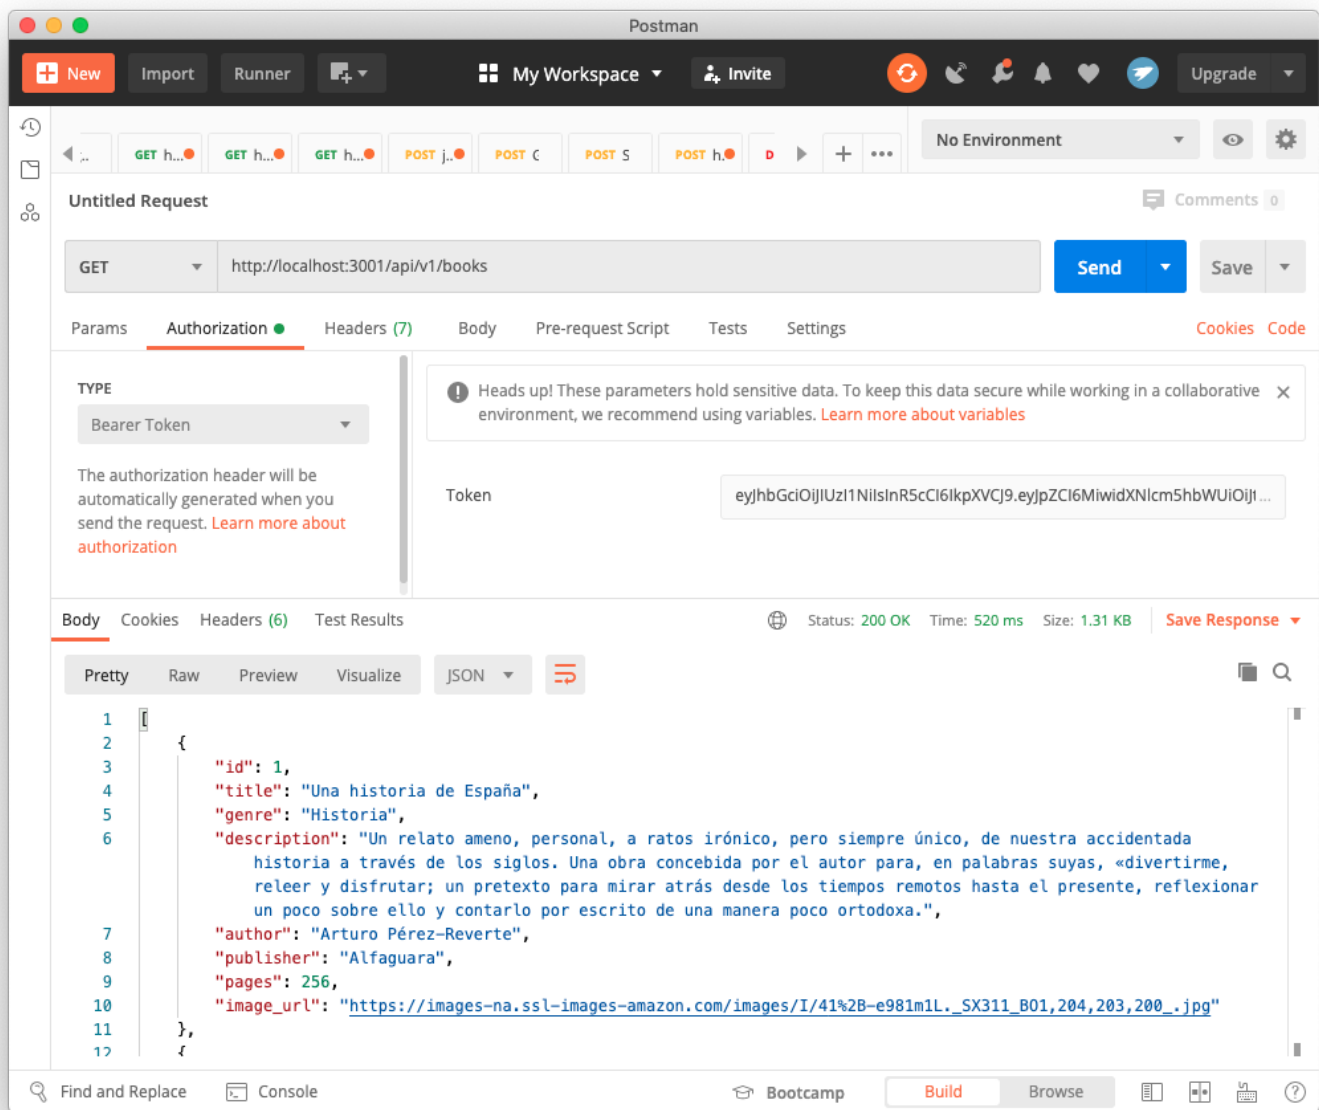 Postman
New Import Runner My Workspace Invite Upgrade
GET h... GET h... GET h... POST j.. POST POST S POST h. D No Environment
Untitled Request Comments 0
GET http://localhost:3001/api/v1/books Send Save
Params Authorization Headers (7) Body Pre-request Script Tests Settings Cookies Code
TYPE
Bearer Token
The authorization header will be
automatically generated when you
send the request. Learn more about
authorization
Heads up! These parameters hold sensitive data. To keep this data secure while working in a collaborative
environment, we recommend using variables. Learn more about variables
Token
Body Cookies Headers (6) Test Results Status: 200 OK Time: 520 ms Size: 1.31 KB Save Response
Pretty Raw Preview Visualize JSON
1 [
2 {
3 "id": 1,
4 "title": "Una historia de España",
5 "genre": "Historia",
6 "description": "Un relato ameno, personal, a ratos irónico, pero siempre único, de nuestra accidentada
historia a través de los siglos. Una obra concebida por el autor para, en palabras suyas, «divertirme,
releer y disfrutar; un pretexto para mirar atrás desde los tiempos remotos hasta el presente, reflexionar
un poco sobre ello y contarlo por escrito de una manera poco ortodoxa.",
7 "author": "Arturo Pérez-Reverte",
8 "publisher": "Alfaguara",
9 "pages": 256,
10 "image_url": "https://images-na.ssl-images-amazon.com/images/I/41%2B-e981m1L._SX311_BO1,204,203,200_.jpg"
11 },
12 {
Find and Replace Console Bootcamp Build Browse